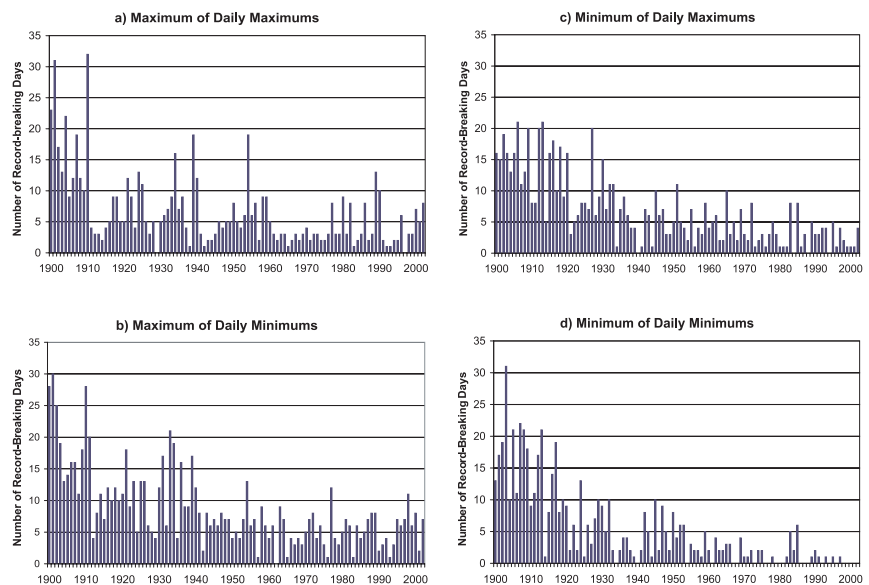 a) Maximum of Daily Maximums
Number of Record-breaking Days
35
30
25
20
15
10
5
0
1900 1910 1920 1930 1940 1950 1960 1970 1980 1990 2000
c) Minimum of Daily Maximums
Number of Record-breaking Days
35
30
25
20
15
10
5
0
1900 1910 1920 1930 1940 1950 1960 1970 1980 1990 2000
b) Maximum of Daily Minimums
Number of Record-Breaking Days
35
30
25
20
15
10
5
0
1900 1910 1920 1930 1940 1950 1960 1970 1980 1990 2000
d) Minimum of Daily Minimums
Number of Record-Breaking Days
35
30
25
20
15
10
5
0
1900 1910 1920 1930 1940 1950 1960 1970 1980 1990 2000